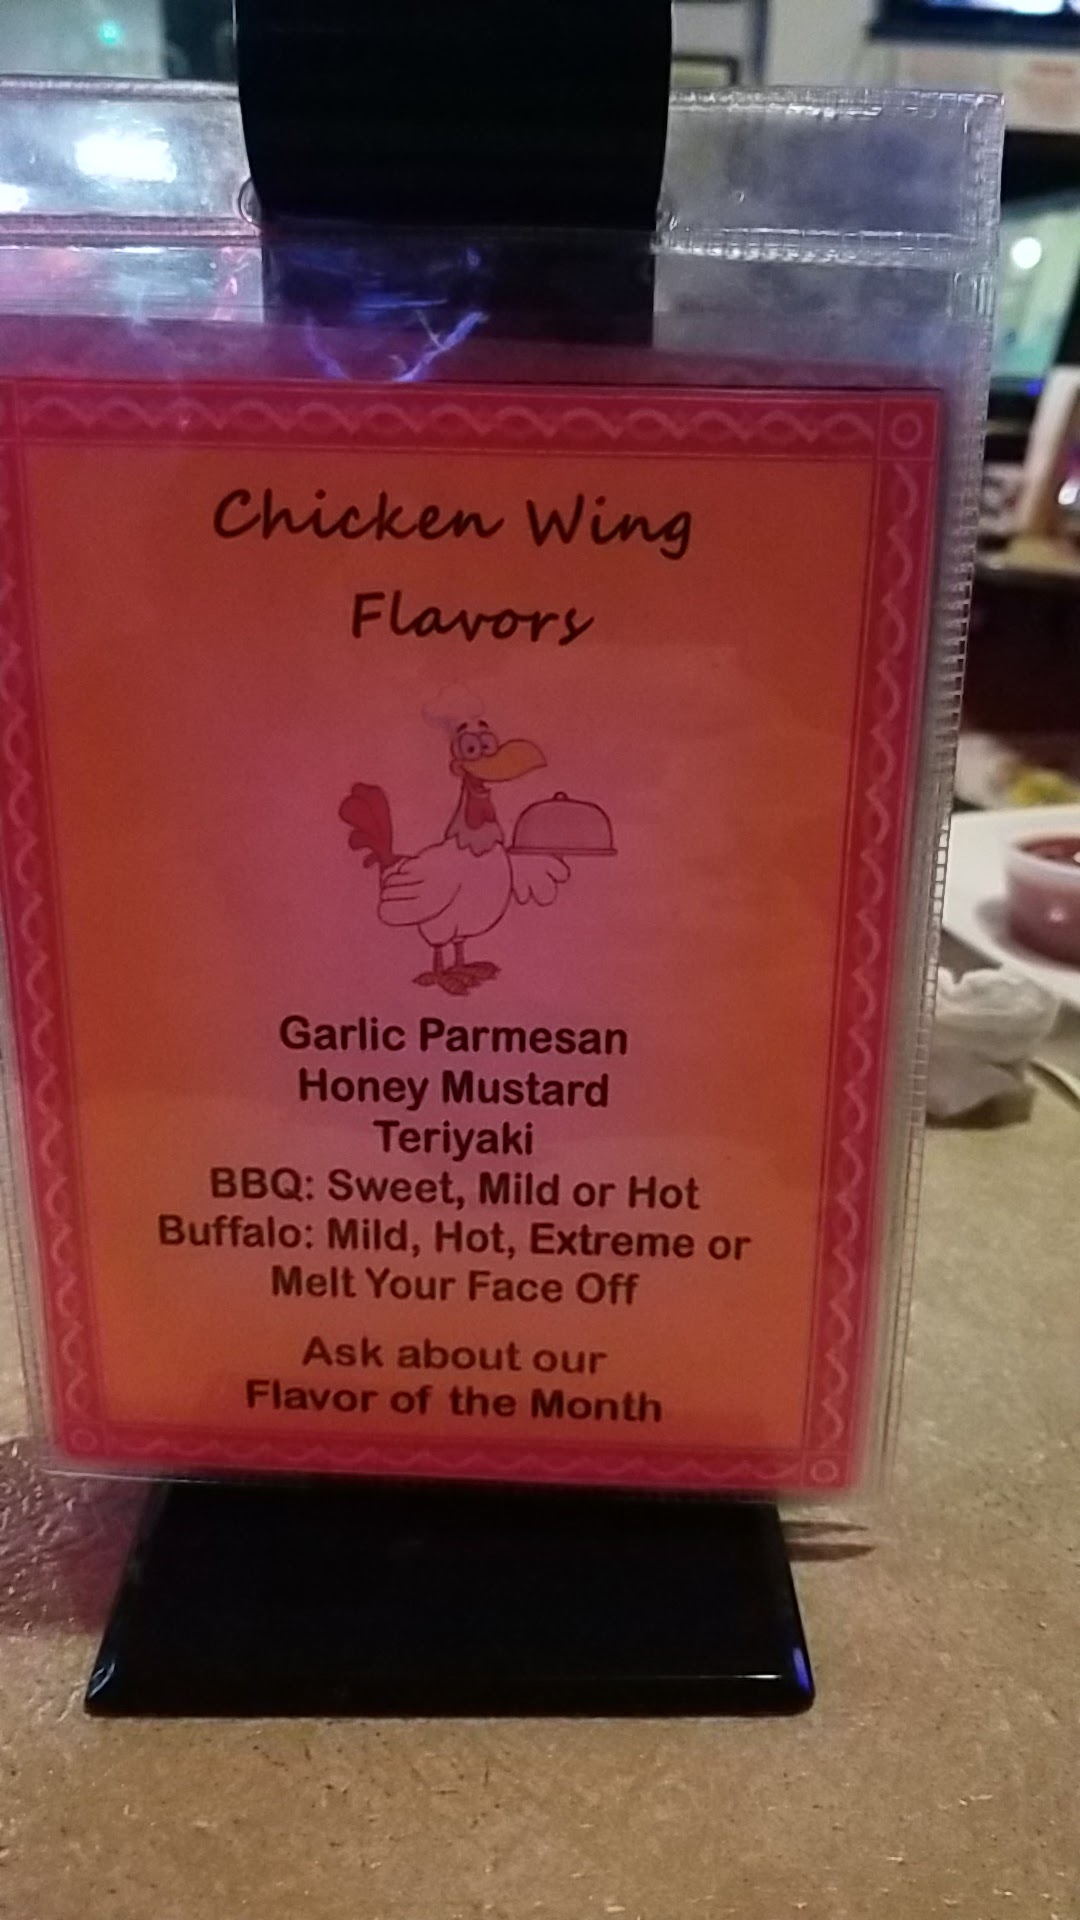 Chicken Wing
Flavors
Garlic Parmesan
Honey Mustard
Teriyaki
BBQ: Sweet, Mild or Hot
Buffalo: Mild, Hot, Extreme or
Melt Your Face Off
Ask about our
Flavor of the Month